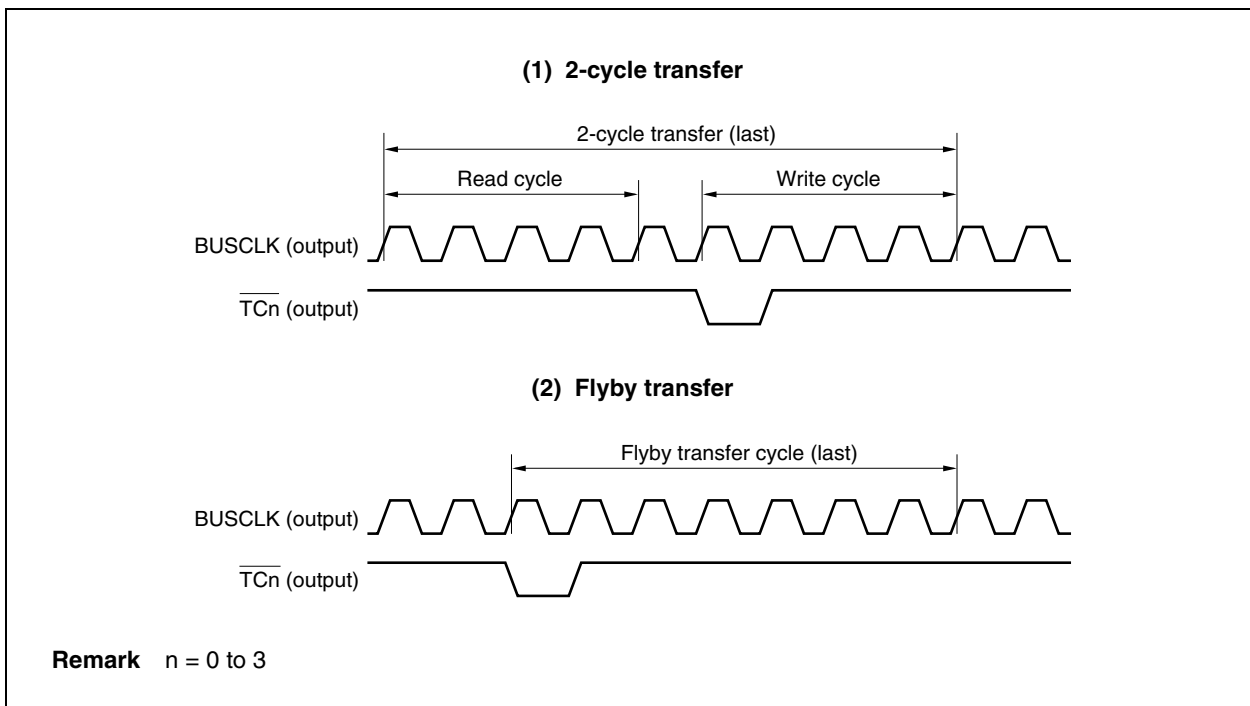 (1) 2-cycle transfer
2-cycle transfer (last)
Read cycle
Write cycle
BUSCLK (output)
TCn (output)
(2) Flyby transfer
Flyby transfer cycle (last)
BUSCLK (output)
TCn (output)
Remark n = 0 to 3